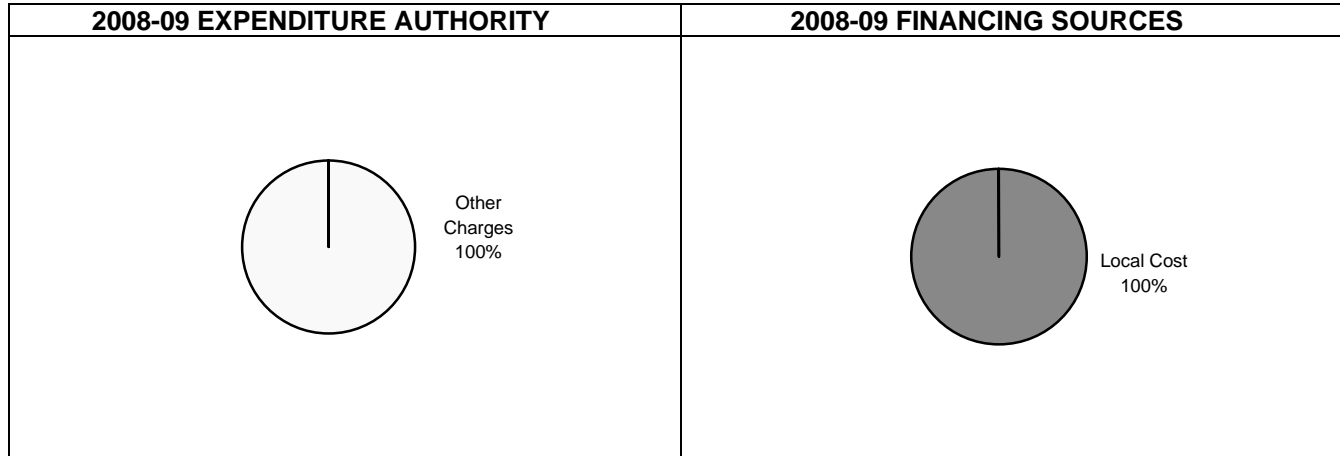 2008-09 EXPENDITURE AUTHORITY
2008-09 FINANCING SOURCES
Other
Charges
100%
Local Cost
100%